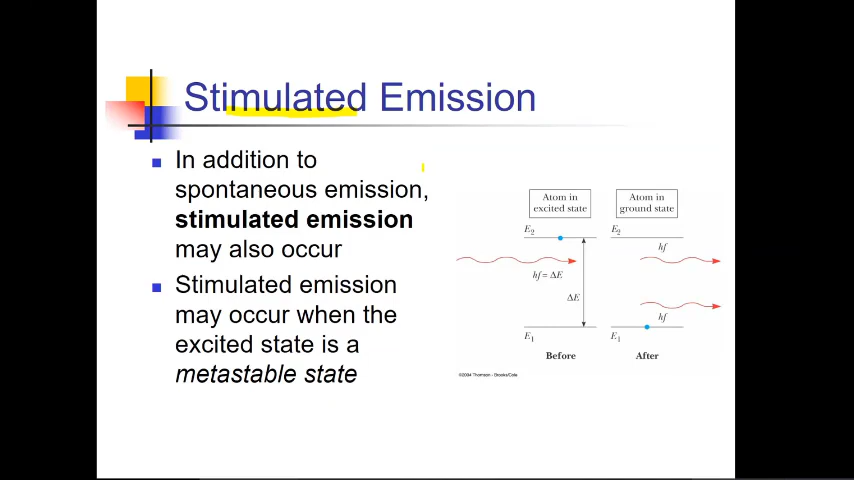 Stimulated Emission
In addition to
spontaneous emission,
stimulated emission
may also occur
Stimulated emission
may occur when the
excited state is a
metastable state
Atom in
excited state
E2
hf = ΔE
ΔE
E1
Before
Atom in
ground state
E2
hf
hf
E1
After
©2004 Thomson - Brooks/Cole